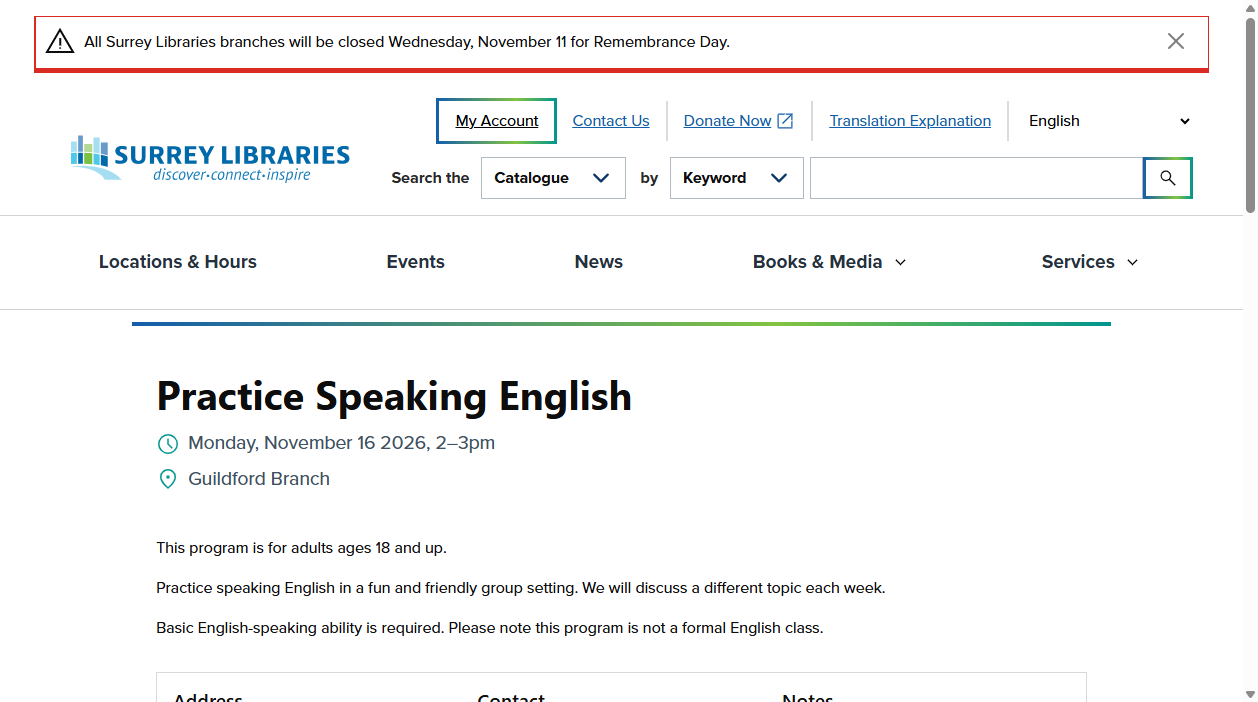 All Surrey Libraries branches will be closed Wednesday, November 11 for Remembrance Day.
My Account Contact Us Donate Now Translation Explanation English
SURREY LIBRARIES
discover·connect·inspire
Search the Catalogue by Keyword
Locations & Hours Events News Books & Media Services
Practice Speaking English
Monday, November 16 2026, 2–3pm
Guildford Branch
This program is for adults ages 18 and up.
Practice speaking English in a fun and friendly group setting. We will discuss a different topic each week.
Basic English-speaking ability is required. Please note this program is not a formal English class.
Address Contact Notes